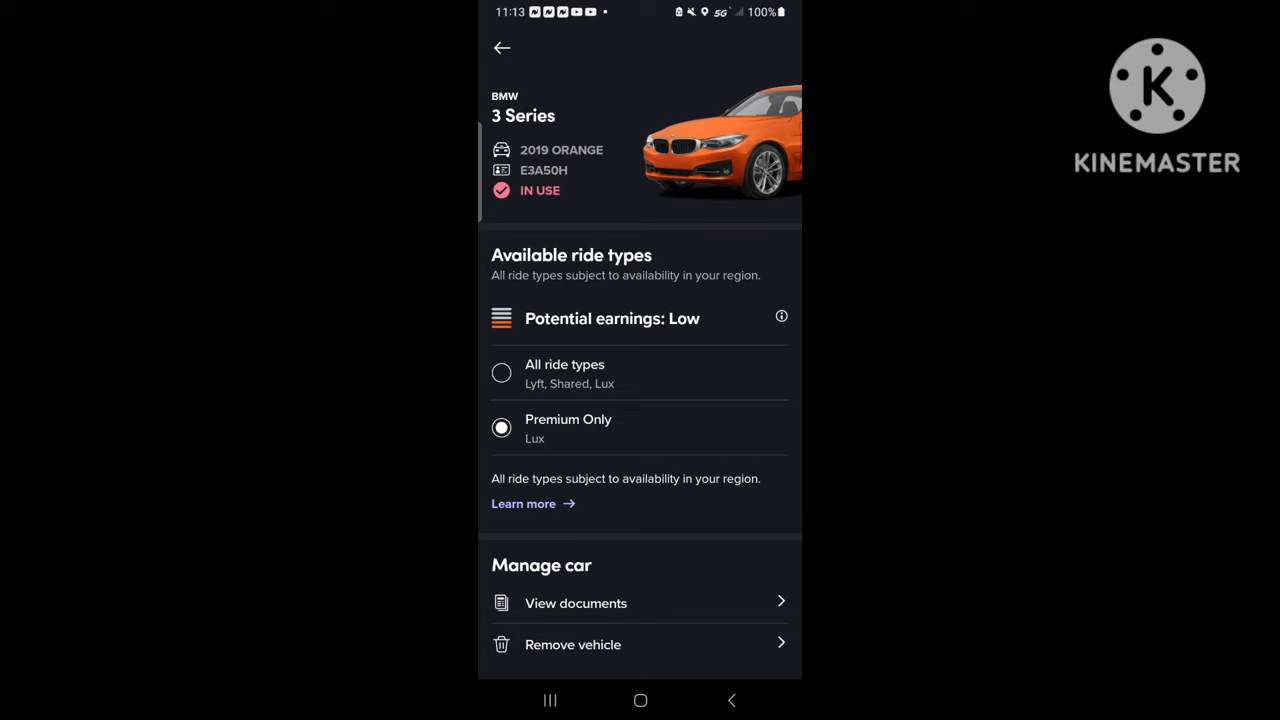 11:13
5G
100%
BMW
3 Series
2019 ORANGE
E3A50H
IN USE
Available ride types
All ride types subject to availability in your region.
Potential earnings: Low
All ride types
Lyft, Shared, Lux
Premium Only
Lux
All ride types subject to availability in your region.
Learn more →
Manage car
View documents
Remove vehicle
K
KINEMASTER